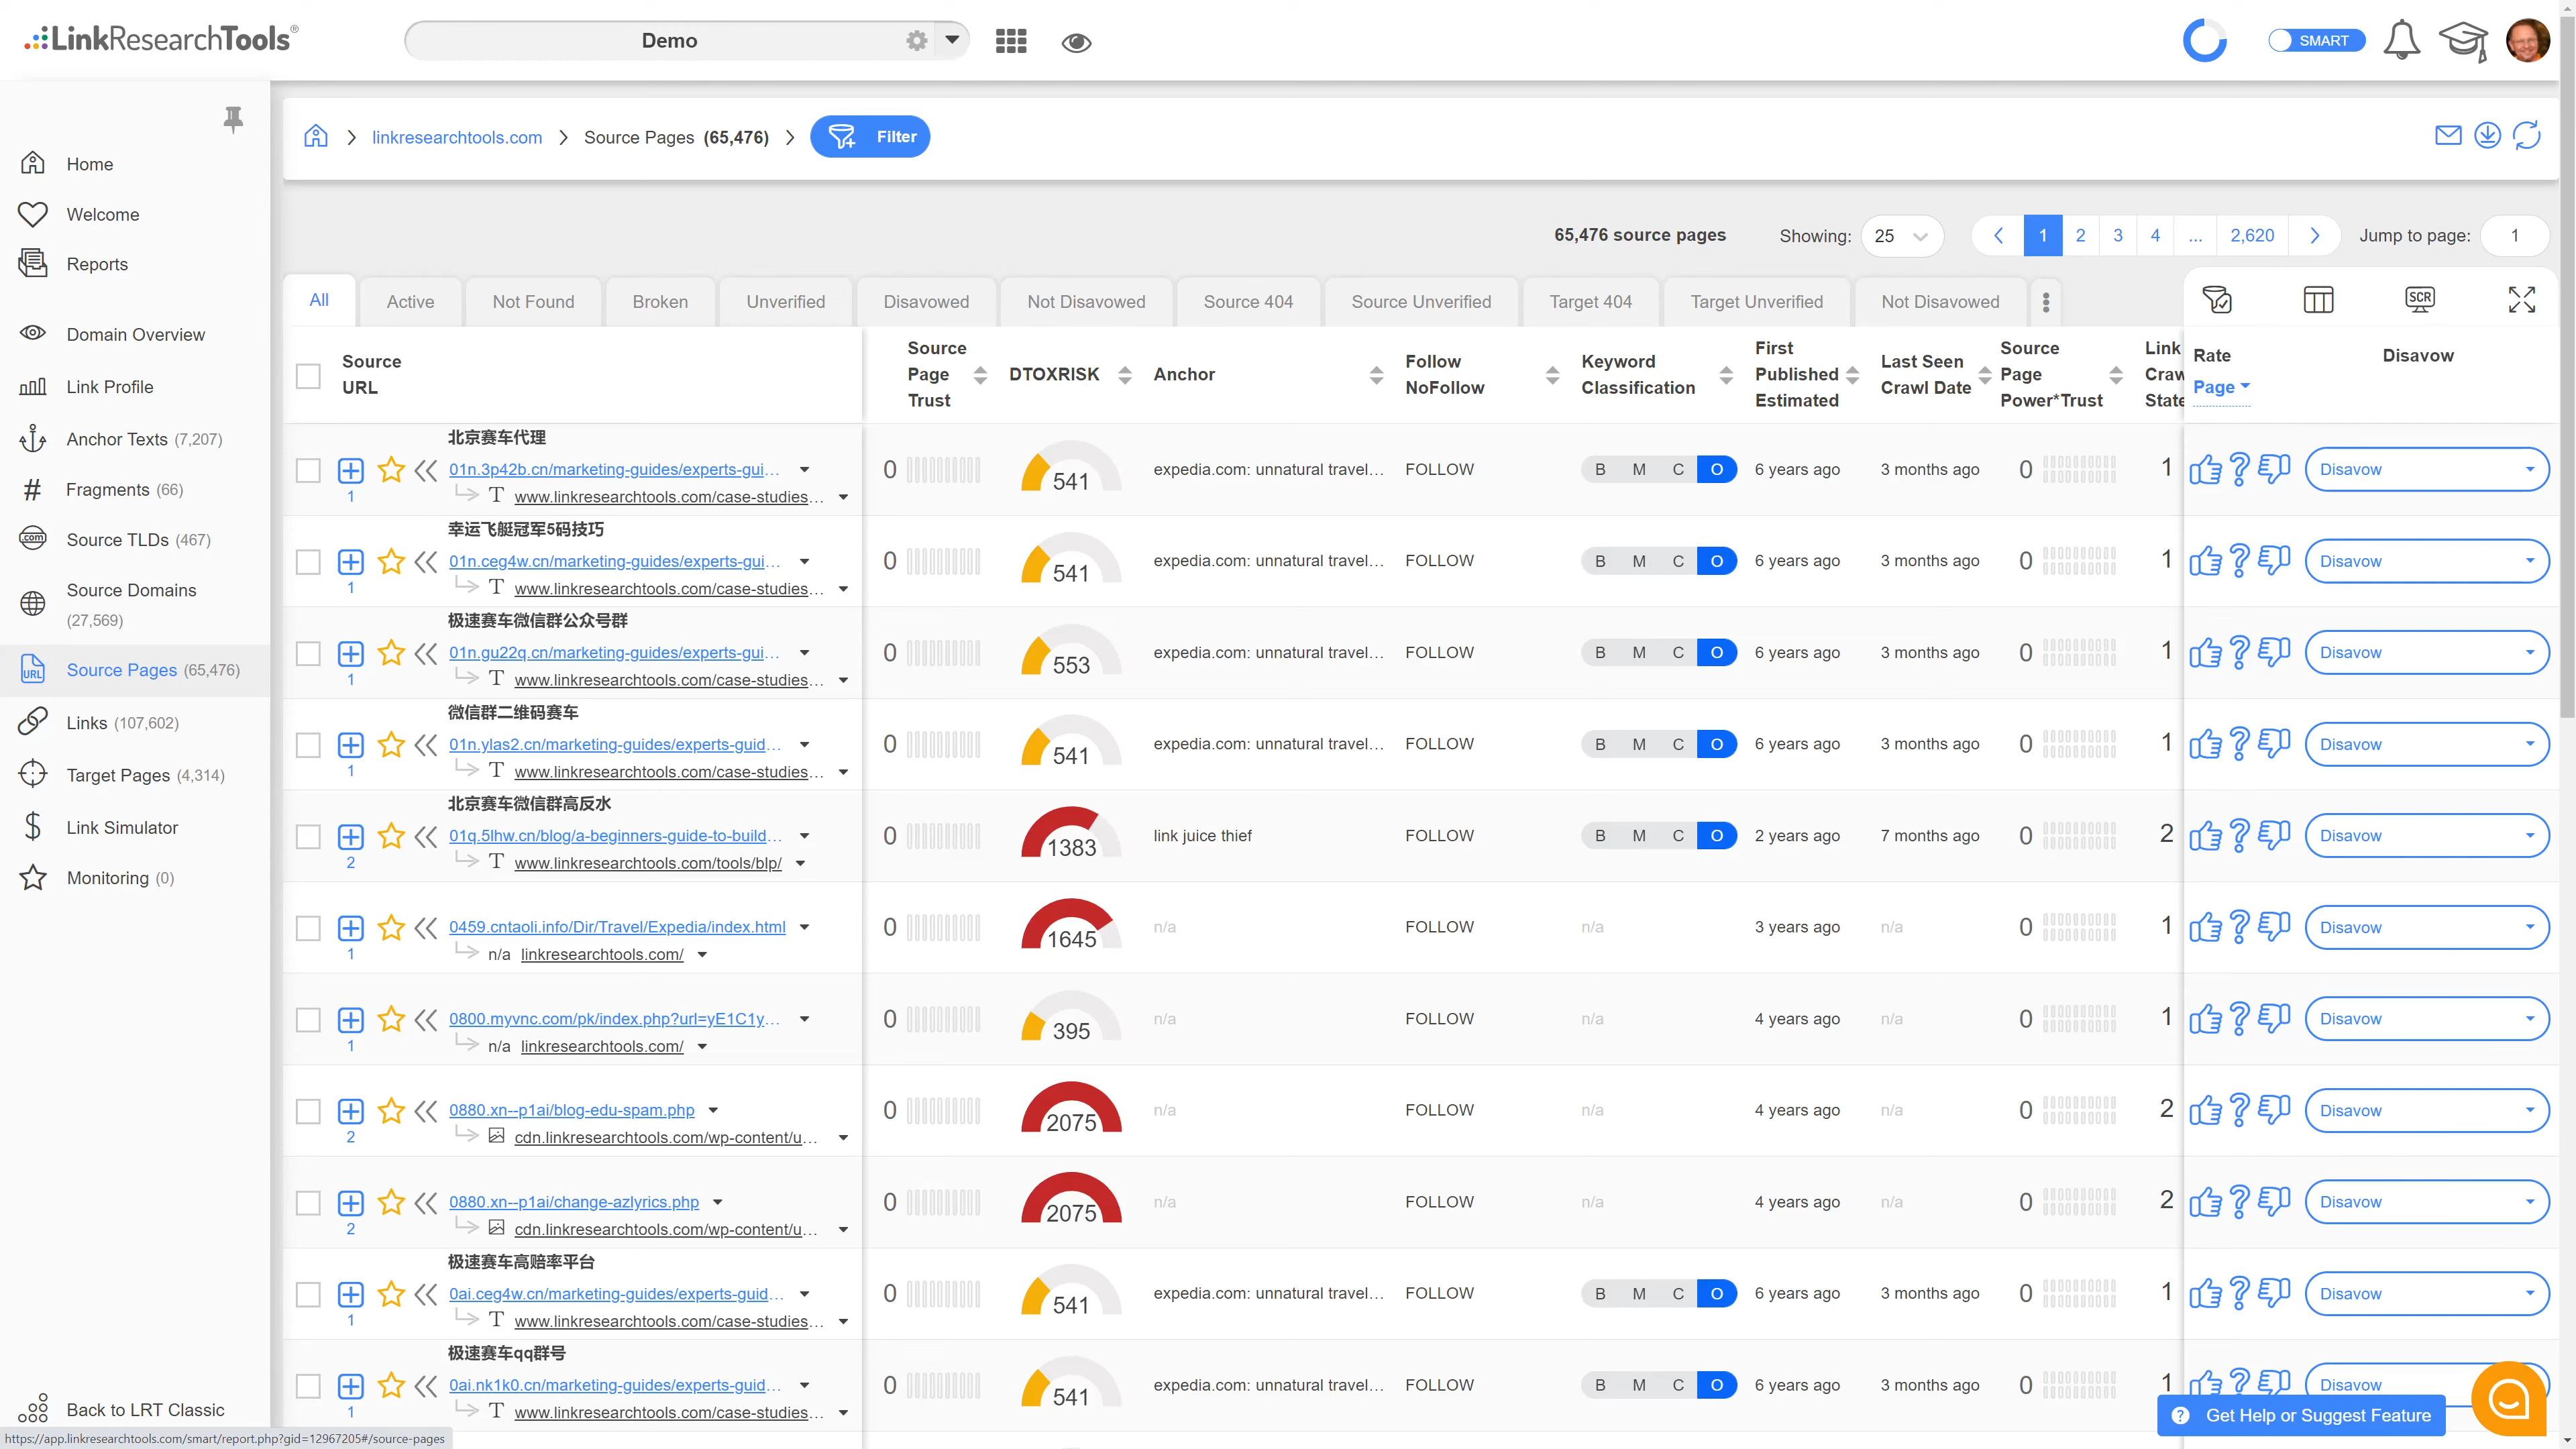 LinkResearchTools®
Demo
SMART
Home
Welcome
Reports
Domain Overview
Link Profile
Anchor Texts (7,207)
Fragments (66)
Source TLDs (467)
Source Domains
(27,569)
Source Pages (65,476)
Links (107,602)
Target Pages (4,314)
Link Simulator
Monitoring (0)
Back to LRT Classic
linkresearchtools.com
Source Pages (65,476)
Filter
65,476 source pages
Showing: 25
1 2 3 4 ... 2,620
Jump to page: 1
All Active Not Found Broken Unverified Disavowed Not Disavowed Source 404 Source Unverified Target 404 Target Unverified Not Disavowed
SCR
Source URL
Source Page Trust
DTOXRISK
Anchor
Follow NoFollow
Keyword Classification
First Published Estimated
Last Seen Crawl Date
Source Page Power*Trust
Link Craw State
Rate
Page
Disavow
北京赛车代理
01n.3p42b.cn/marketing-guides/experts-gui... 0 541 expedia.com: unnatural travel... FOLLOW B M C O 6 years ago 3 months ago 0 1 Disavow
1 T www.linkresearchtools.com/case-studies...
幸运飞艇冠军5码技巧
01n.ceg4w.cn/marketing-guides/experts-gui... 0 541 expedia.com: unnatural travel... FOLLOW B M C O 6 years ago 3 months ago 0 1 Disavow
1 T www.linkresearchtools.com/case-studies...
极速赛车微信群公众号群
01n.gu22q.cn/marketing-guides/experts-gui... 0 553 expedia.com: unnatural travel... FOLLOW B M C O 6 years ago 3 months ago 0 1 Disavow
1 T www.linkresearchtools.com/case-studies...
微信群二维码赛车
01n.ylas2.cn/marketing-guides/experts-guid... 0 541 expedia.com: unnatural travel... FOLLOW B M C O 6 years ago 3 months ago 0 1 Disavow
1 T www.linkresearchtools.com/case-studies...
北京赛车微信群高反水
01q.5lhw.cn/blog/a-beginners-guide-to-build... 0 1383 link juice thief FOLLOW B M C O 2 years ago 7 months ago 0 2 Disavow
2 T www.linkresearchtools.com/tools/blp/
0459.cntaoli.info/Dir/Travel/Expedia/index.html 0 1645 n/a FOLLOW n/a 3 years ago n/a 0 1 Disavow
1 n/a linkresearchtools.com/
0800.myvnc.com/pk/index.php?url=yE1C1y... 0 395 n/a FOLLOW n/a 4 years ago n/a 0 1 Disavow
1 n/a linkresearchtools.com/
0880.xn--p1ai/blog-edu-spam.php 0 2075 n/a FOLLOW n/a 4 years ago n/a 0 2 Disavow
2 cdn.linkresearchtools.com/wp-content/u...
0880.xn--p1ai/change-azlyrics.php 0 2075 n/a FOLLOW n/a 4 years ago n/a 0 2 Disavow
2 cdn.linkresearchtools.com/wp-content/u...
极速赛车高赔率平台
0ai.ceg4w.cn/marketing-guides/experts-guid... 0 541 expedia.com: unnatural travel... FOLLOW B M C O 6 years ago 3 months ago 0 1 Disavow
1 T www.linkresearchtools.com/case-studies...
极速赛车qq群号
0ai.nk1k0.cn/marketing-guides/experts-guid... 0 541 expedia.com: unnatural travel... FOLLOW B M C O 6 years ago 3 months ago 0 1 Disavow
1 T www.linkresearchtools.com/case-studies...
Get Help or Suggest Feature
https://app.linkresearchtools.com/smart/report.php?gid=12967205#/source-pages